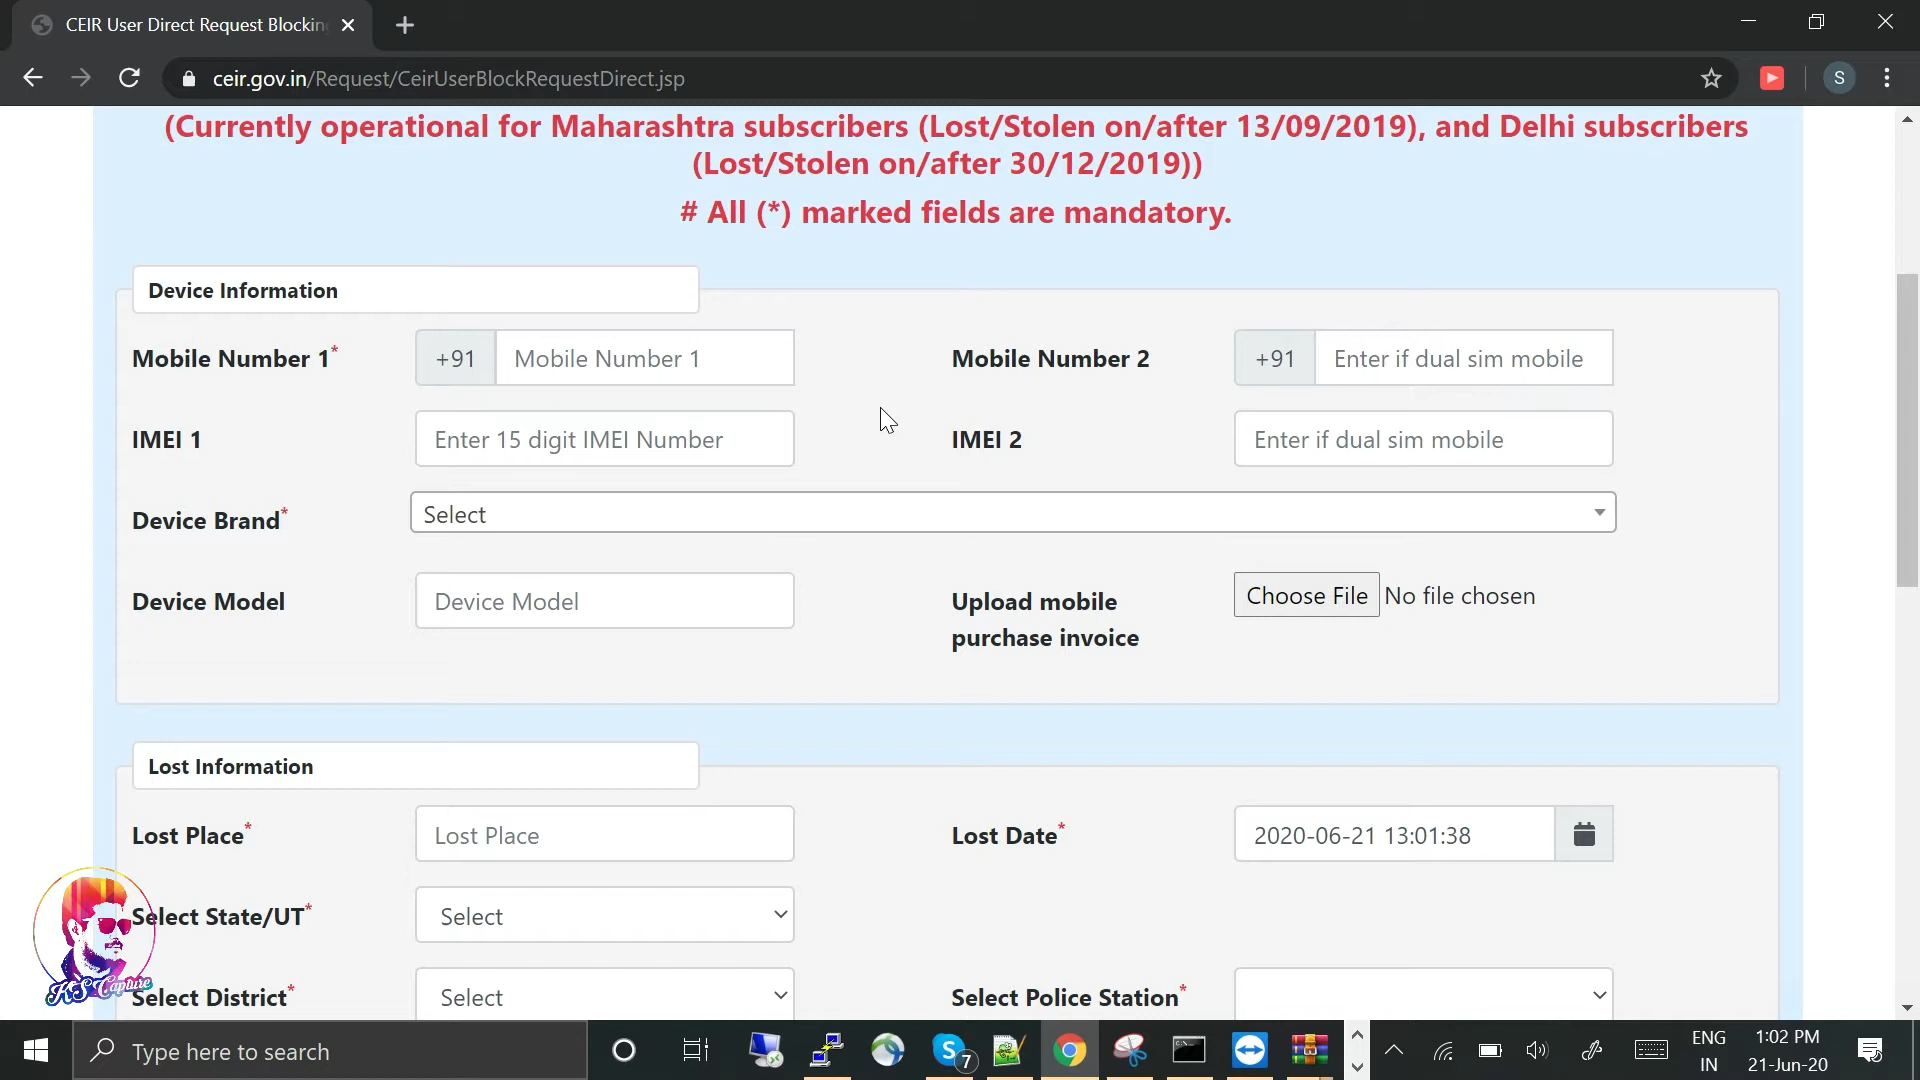 CEIR User Direct Request Blockin
ceir.gov.in/Request/CeirUserBlockRequestDirect.jsp
S
(Currently operational for Maharashtra subscribers (Lost/Stolen on/after 13/09/2019), and Delhi subscribers
(Lost/Stolen on/after 30/12/2019))
# All (*) marked fields are mandatory.
Device Information
Mobile Number 1* +91 Mobile Number 1 Mobile Number 2 +91 Enter if dual sim mobile
IMEI 1 Enter 15 digit IMEI Number IMEI 2 Enter if dual sim mobile
Device Brand* Select
Device Model Device Model Upload mobile Choose File No file chosen
purchase invoice
Lost Information
Lost Place* Lost Place Lost Date* 2020-06-21 13:01:38
Select State/UT* Select
KS Capture
Select District* Select Select Police Station*
Type here to search
S 7
ENG 1:02 PM
IN 21-Jun-20